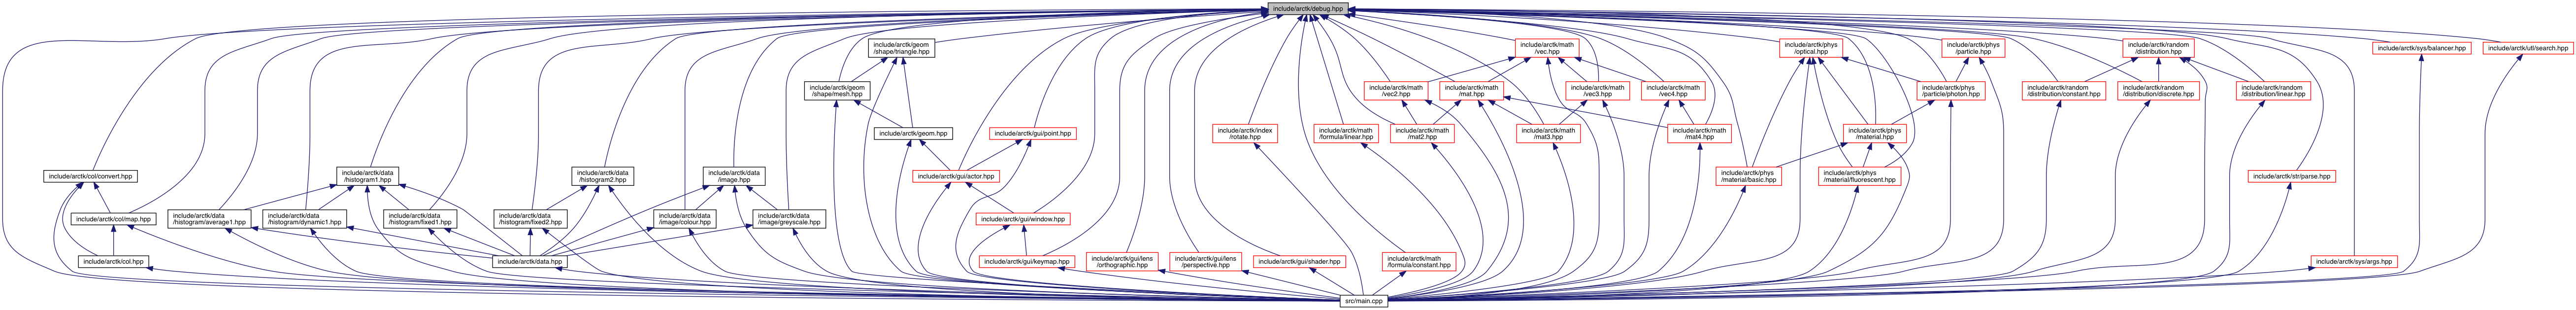 include/arctk/debug.hpp
include/arctk/geom
/shape/triangle.hpp
include/arctk/math
/vec.hpp
include/arctk/phys
/optical.hpp
include/arctk/phys
/particle.hpp
include/arctk/random
/distribution.hpp
include/arctk/sys/balancer.hpp
include/arctk/utl/search.hpp
include/arctk/geom
/shape/mesh.hpp
include/arctk/math
/vec2.hpp
include/arctk/math
/mat.hpp
include/arctk/math
/vec3.hpp
include/arctk/math
/vec4.hpp
include/arctk/phys
/particle/photon.hpp
include/arctk/random
/distribution/constant.hpp
include/arctk/random
/distribution/discrete.hpp
include/arctk/random
/distribution/linear.hpp
include/arctk/geom.hpp
include/arctk/gui/point.hpp
include/arctk/index
/rotate.hpp
include/arctk/math
/formula/linear.hpp
include/arctk/math
/mat2.hpp
include/arctk/math
/mat3.hpp
include/arctk/math
/mat4.hpp
include/arctk/phys
/material.hpp
include/arctk/col/convert.hpp
include/arctk/data
/histogram1.hpp
include/arctk/data
/histogram2.hpp
include/arctk/data
/image.hpp
include/arctk/gui/actor.hpp
include/arctk/phys
/material/basic.hpp
include/arctk/phys
/material/fluorescent.hpp
include/arctk/str/parse.hpp
include/arctk/col/map.hpp
include/arctk/data
/histogram/average1.hpp
include/arctk/data
/histogram/dynamic1.hpp
include/arctk/data
/histogram/fixed1.hpp
include/arctk/data
/histogram/fixed2.hpp
include/arctk/data
/image/colour.hpp
include/arctk/data
/image/greyscale.hpp
include/arctk/gui/window.hpp
include/arctk/col.hpp
include/arctk/data.hpp
include/arctk/gui/keymap.hpp
include/arctk/gui/lens
/orthographic.hpp
include/arctk/gui/lens
/perspective.hpp
include/arctk/gui/shader.hpp
include/arctk/math
/formula/constant.hpp
include/arctk/sys/args.hpp
src/main.cpp